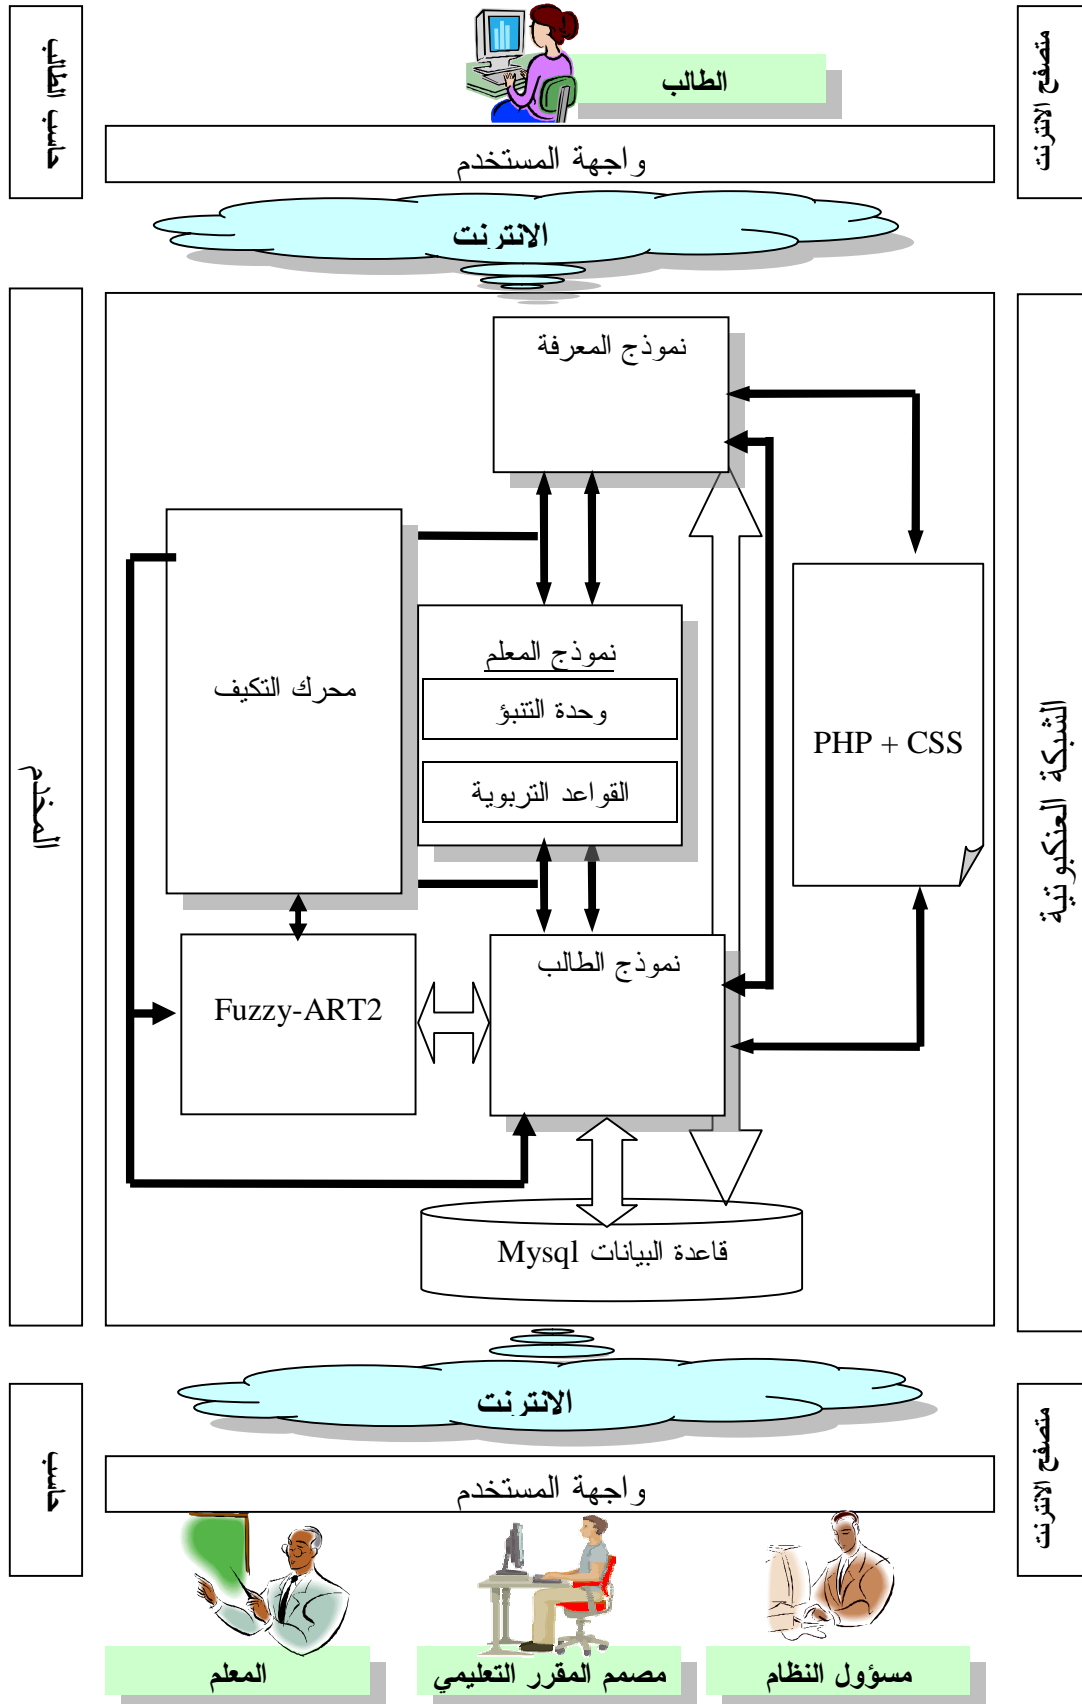 الطالب
متصفح الانترنت
حاسب الطالب
واجهة المستخدم
الانترنت
نموذج المعرفة
محرك التكيف
نموذج المعلم
وحدة التنبؤ
القواعد التربوية
PHP + CSS
الشبكة العنكبوتية
المخدم
نموذج الطالب
Fuzzy-ART2
قاعدة البيانات Mysql
الانترنت
متصفح الانترنت
حاسب
واجهة المستخدم
مسؤول النظام
مصمم المقرر التعليمي
المعلم